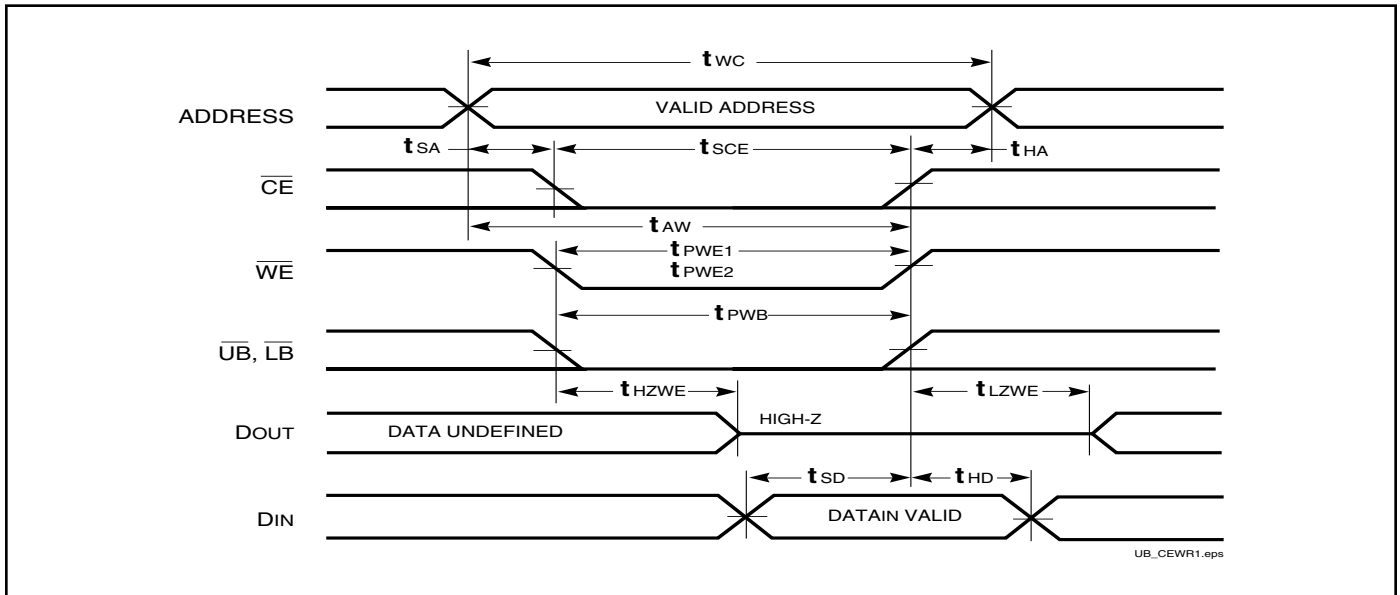 tWC
ADDRESS
VALID ADDRESS
tSA
tSCE
tHA
CE
tAW
tPWE1
WE
tPWE2
tPWB
UB, LB
tHZWE
tLZWE
DOUT
DATA UNDEFINED
HIGH-Z
tSD
tHD
DIN
DATAIN VALID
UB_CEWR1.eps